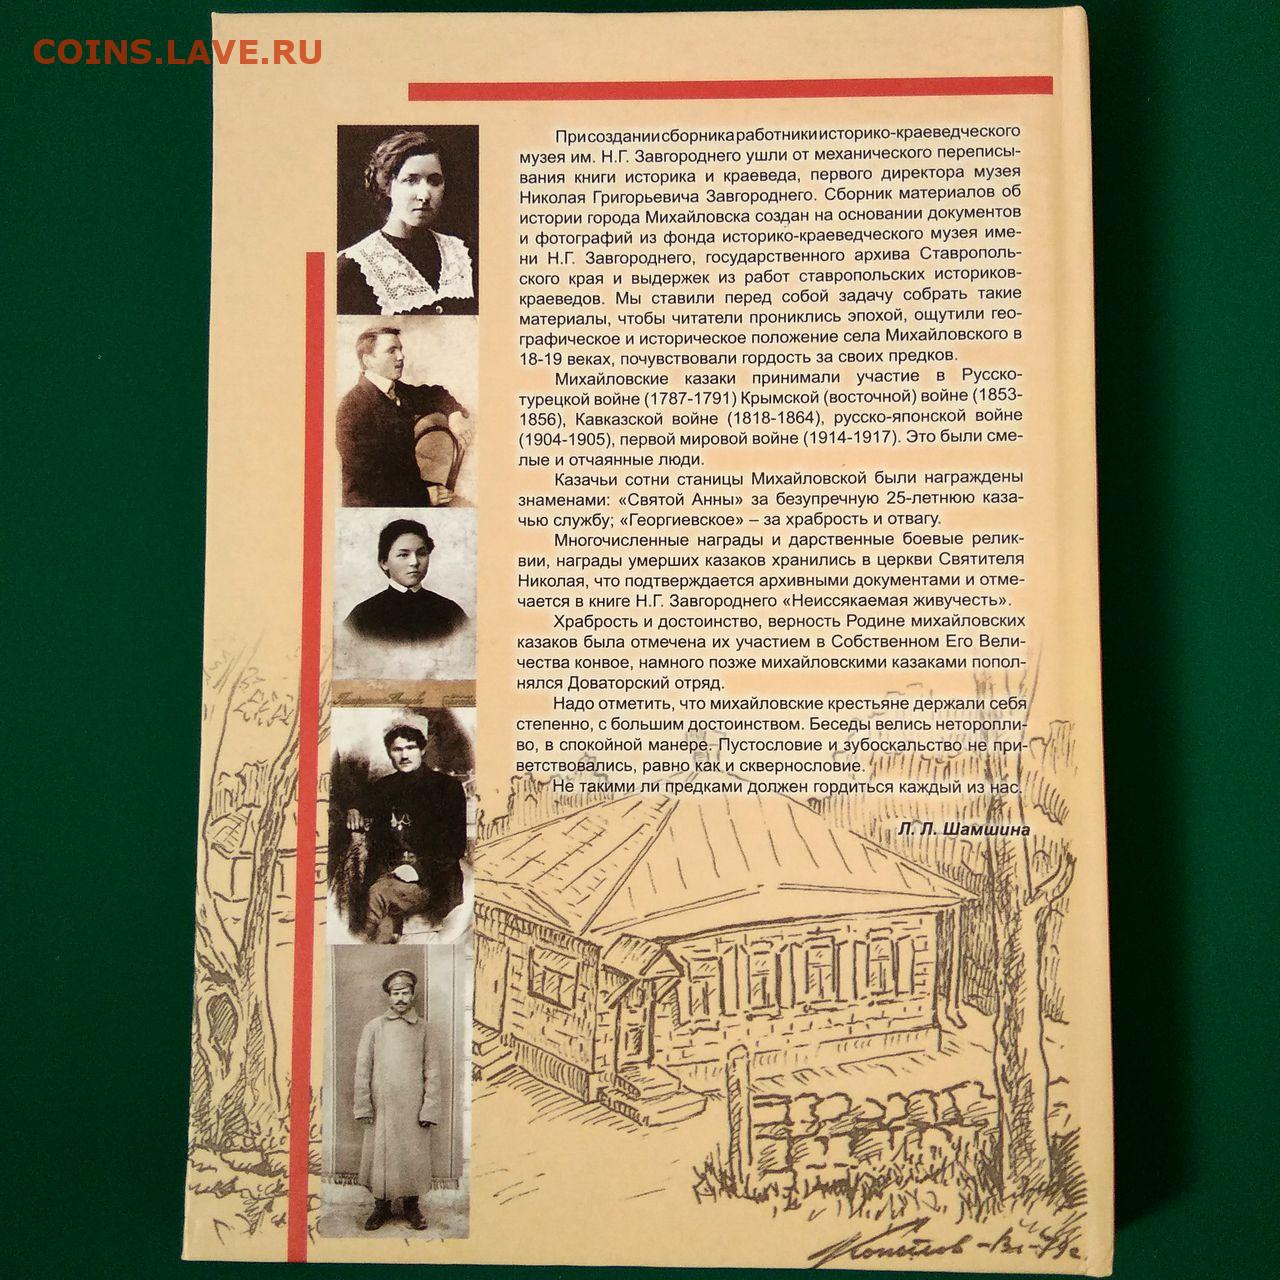 COINS.LAVE.RU
При создании сборника работники историко-краеведческого
музея им. Н.Г. Завгороднего ушли от механического переписы-
вания книги историка и краеведа, первого директора музея
Николая Григорьевича Завгороднего. Сборник материалов об
истории города Михайловска создан на основании документов
и фотографий из фонда историко-краеведческого музея име-
ни Н.Г. Завгороднего, государственного архива Ставрополь-
ского края и выдержек из работ ставропольских историков-
краеведов. Мы ставили перед собой задачу собрать такие
материалы, чтобы читатели прониклись эпохой, ощутили гео-
графическое и историческое положение села Михайловского в
18-19 веках, почувствовали гордость за своих предков.
Михайловские казаки принимали участие в Русско-
турецкой войне (1787-1791) Крымской (восточной) войне (1853-
1856), Кавказской войне (1818-1864), русско-японской войне
(1904-1905), первой мировой войне (1914-1917). Это были сме-
лые и отчаянные люди.
Казачьи сотни станицы Михайловской были награждены
знаменами: «Святой Анны» за безупречную 25-летнюю каза-
чью службу; «Георгиевское» – за храбрость и отвагу.
Многочисленные награды и дарственные боевые релик-
вии, награды умерших казаков хранились в церкви Святителя
Николая, что подтверждается архивными документами и отме-
чается в книге Н.Г. Завгороднего «Неиссякаемая живучесть».
Храбрость и достоинство, верность Родине михайловских
казаков была отмечена их участием в Собственном Его Вели-
чества конвое, намного позже михайловскими казаками попол-
нялся Доваторский отряд.
Надо отметить, что михайловские крестьяне держали себя
степенно, с большим достоинством. Беседы велись неторопли-
во, в спокойной манере. Пустословие и зубоскальство не при-
ветствовались, равно как и сквернословие.
Не такими ли предками должен гордиться каждый из нас.
Л. Л. Шамшина